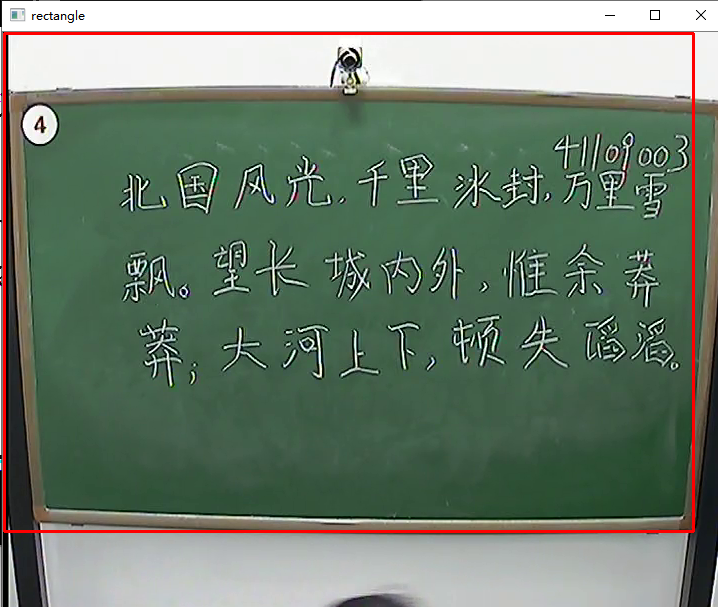 rectangle
4
41109003
北国风光,千里冰封,万里雪
飘。望长城内外,惟余莽
莽;大河上下,顿失滔滔。